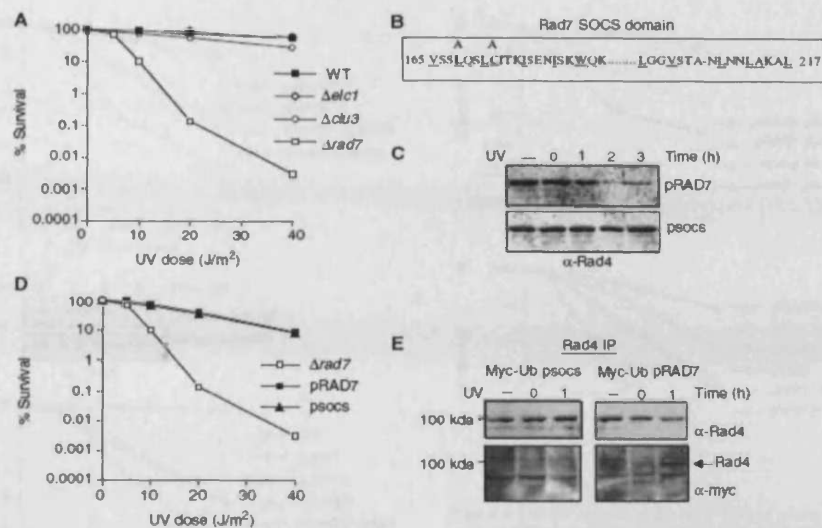 A
100
10
1
0.1
0.01
0.001
0.0001
% Survival
0 10 20 30 40
UV dose (J/m²)
WT
Δelc1
Δclu3
Δrad7
B
Rad7 SOCS domain
A A
165 VSSLQSLCITKISENISKWQK------LGGVSTA-NLNNLAKAL 217
C
UV — 0 1 2 3 Time (h)
pRAD7
psocs
α-Rad4
D
100
10
1
0.1
0.01
0.001
0.0001
% Survival
0 10 20 30 40
UV dose (J/m²)
Δrad7
pRAD7
psocs
E
Rad4 IP
Myc-Ub psocs Myc-Ub pRAD7
UV — 0 1 — 0 1 Time (h)
100 kda
α-Rad4
100 kda
Rad4
α-myc